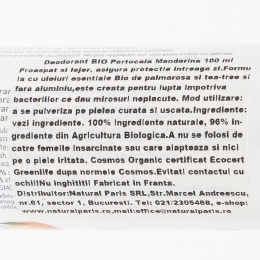 Deodorant BIO Portocala Mandarina 100 ml
Proaspat si lejer, asigura protectie intreaga zi.Formu
la cu uleiuri esentiale Bio de palmarosa si tea-tree si
fara aluminiu,este creata pentru lupta impotriva
bacteriilor ce dau mirosuri neplacute. Mod utilizare:
a se pulveriza pe pielea curata si uscata.Ingrediente:
vezi ingrediente. 100% ingrediente naturale, 96% in-
grediente din Agricultura Biologica.A nu se folosi de
catre femeile insarcinate sau care alapteaza si nici
pe o piele iritata. Cosmos Organic certificat Ecocert
Greenlife dupa normele Cosmos.Evitati contactul cu
ochii!Nu inghititi! Fabricat in Franta.
Distribuitor:Natural Paris SRL,Str.Marcel Andreescu,
nr.61, sector 1, Bucuresti. Tel: 021/2305468, e-shop:
www.naturalparis.ro,mail:office@naturalparis.ro